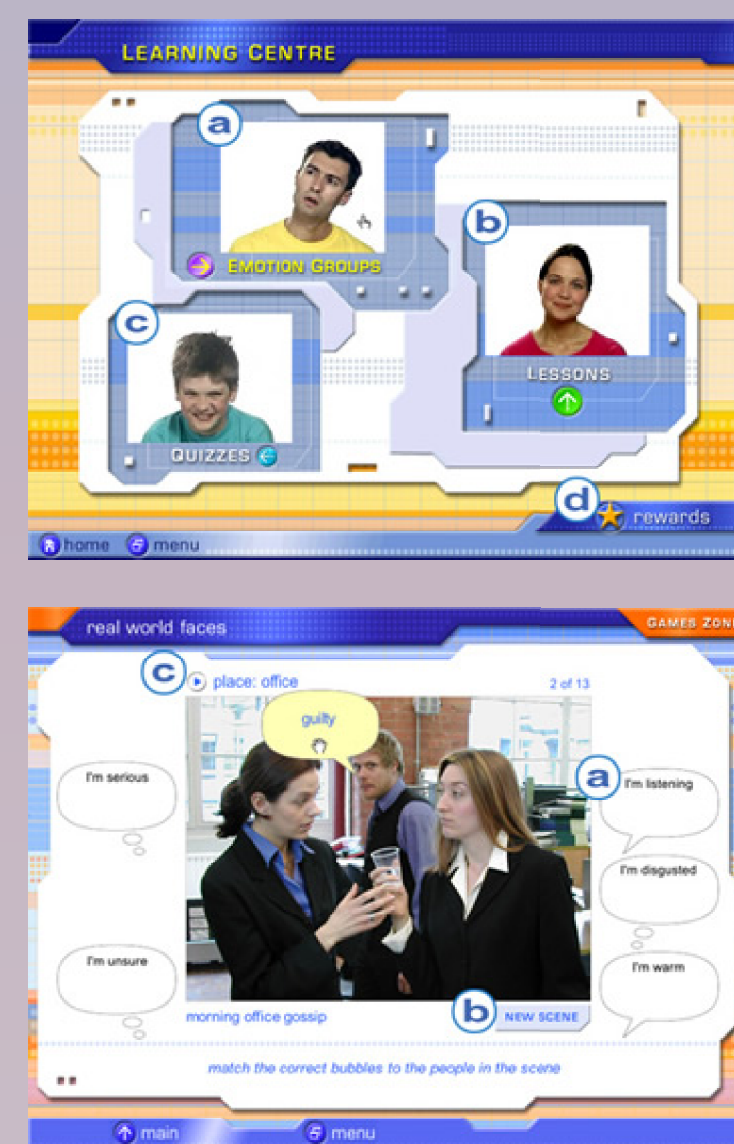 LEARNING CENTRE
a
EMOTION GROUPS
b
LESSONS
c
QUIZZES
d
rewards
home
menu
real world faces
GAMES ZON
c
place: office
2 of 13
guilty
I'm serious
a
I'm listening
I'm disgusted
I'm unsure
I'm warm
morning office gossip
b
NEW SCENE
match the correct bubbles to the people in the scene
main
menu